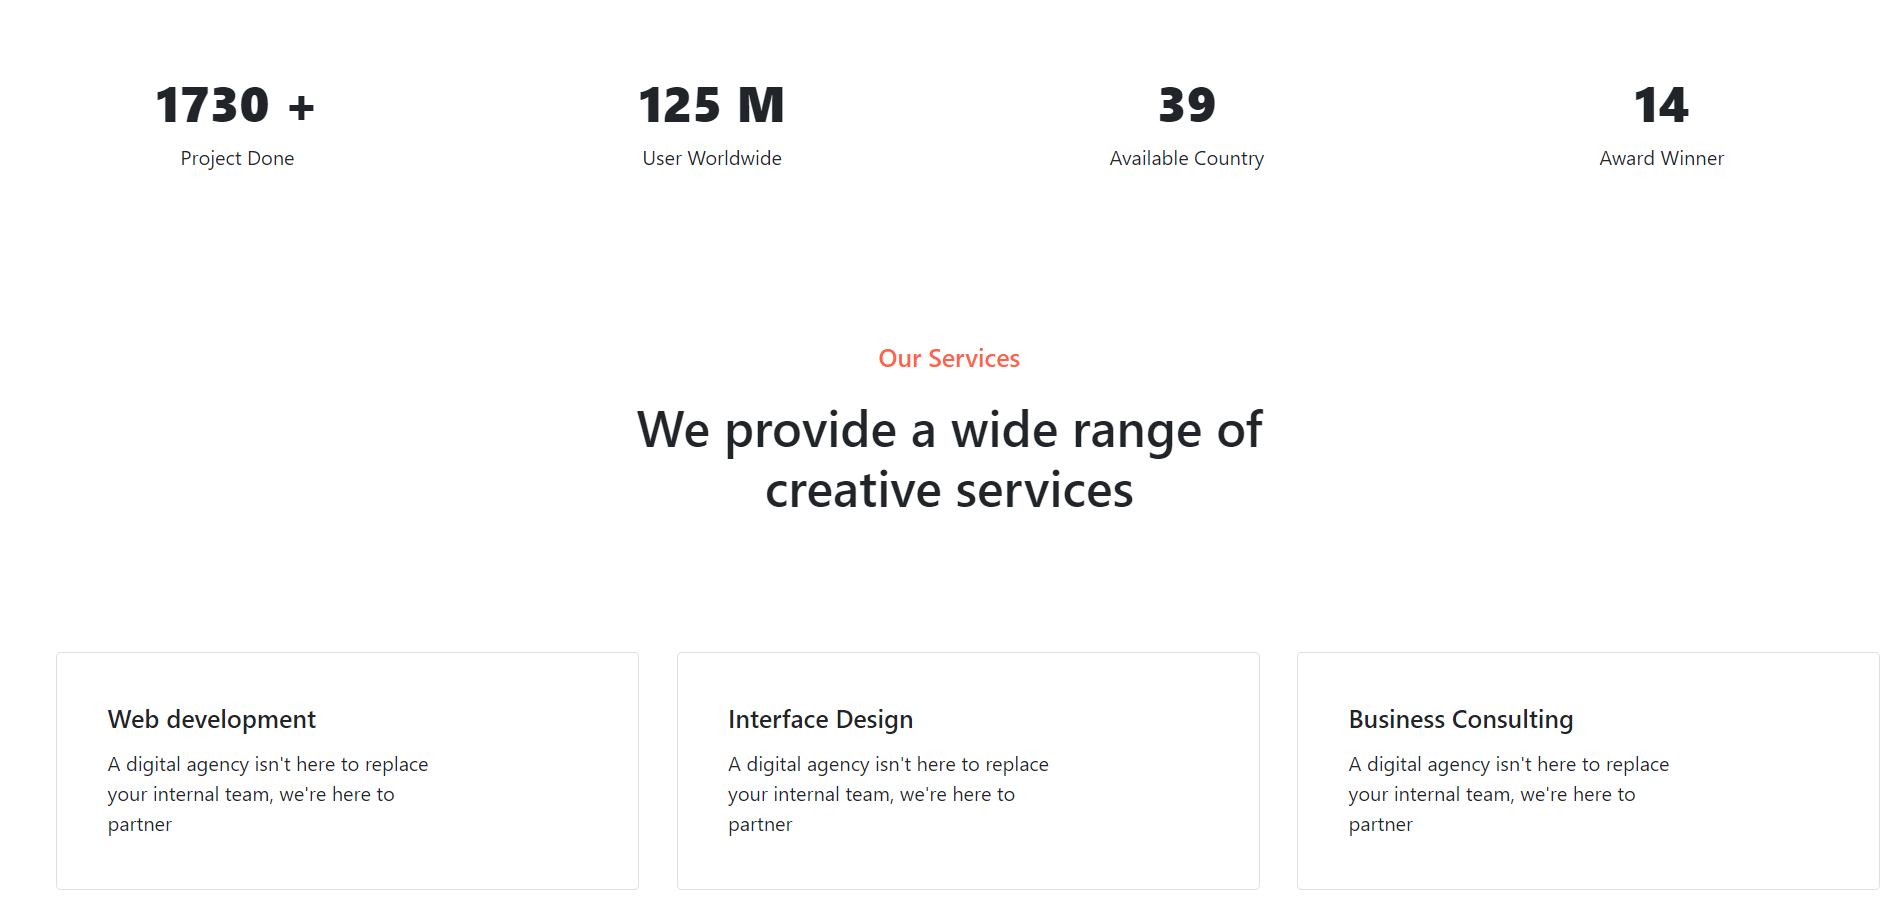 1730 +
125 M
39
14
Project Done
User Worldwide
Available Country
Award Winner
Our Services
We provide a wide range of
creative services
Web development
A digital agency isn't here to replace
your internal team, we're here to
partner
Interface Design
A digital agency isn't here to replace
your internal team, we're here to
partner
Business Consulting
A digital agency isn't here to replace
your internal team, we're here to
partner